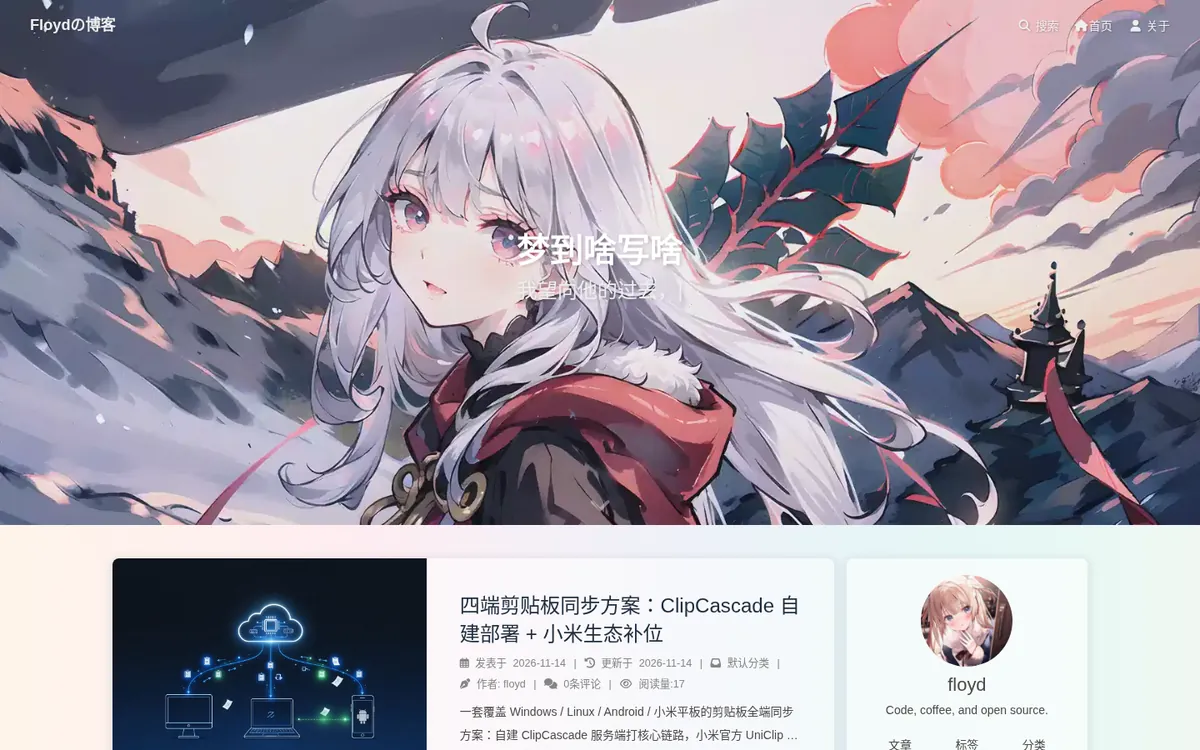 Floydの博客
搜索 首页 关于
梦到啥写啥
我望向他的过去，|
四端剪贴板同步方案：ClipCascade 自
建部署 + 小米生态补位
发表于 2026-11-14 | 更新于 2026-11-14 | 默认分类 |
作者: floyd | 0条评论 | 阅读量:17
一套覆盖 Windows / Linux / Android / 小米平板的剪贴板全端同步
方案：自建 ClipCascade 服务端打核心链路，小米官方 UniClip ...
floyd
Code, coffee, and open source.
文章 标签 分类